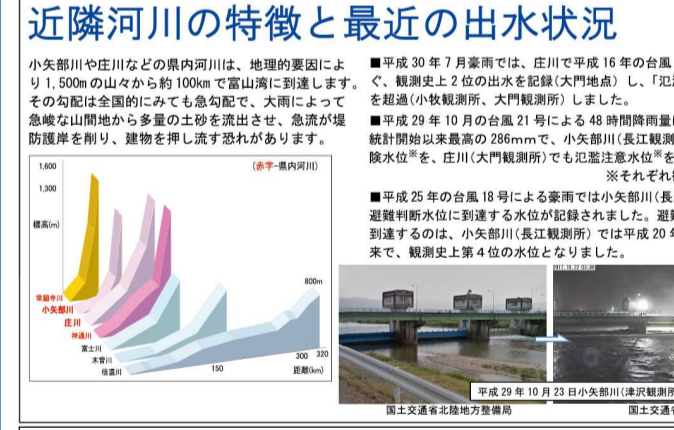 近隣河川の特徴と最近の出水状況
小矢部川や庄川などの県内河川は、地理的要因によ
り1,500mの山々から約100kmで富山湾に到達します。
その勾配は全国的にみても急勾配で、大雨によって
急峻な山間地から多量の土砂を流出させ、急流が堤
防護岸を削り、建物を押し流す恐れがあります。
(赤字-県内河川)
1,600
1,300
標高(m)
800m
常願寺川
小矢部川
庄川
神通川
富士川
木曽川
信濃川
150
300
320
距離(km)
■平成30年7月豪雨では、庄川で平成16年の台風
ぐ、観測史上2位の出水を記録(大門地点)し、「氾
を超過(小牧観測所、大門観測所)しました。
■平成29年10月の台風21号による48時間降雨量
統計開始以来最高の286mmで、小矢部川(長江観測
険水位※を、庄川(大門観測所)でも氾濫注意水位※を
※それぞれ
■平成25年の台風18号による豪雨では小矢部川(長
避難判断水位に到達する水位が記録されました。避
到達するのは、小矢部川(長江観測所)では平成20年
来で、観測史上第4位の水位となりました。
平成29年10月23日小矢部川(津沢観測所
国土交通省北陸地方整備局
国土交通省